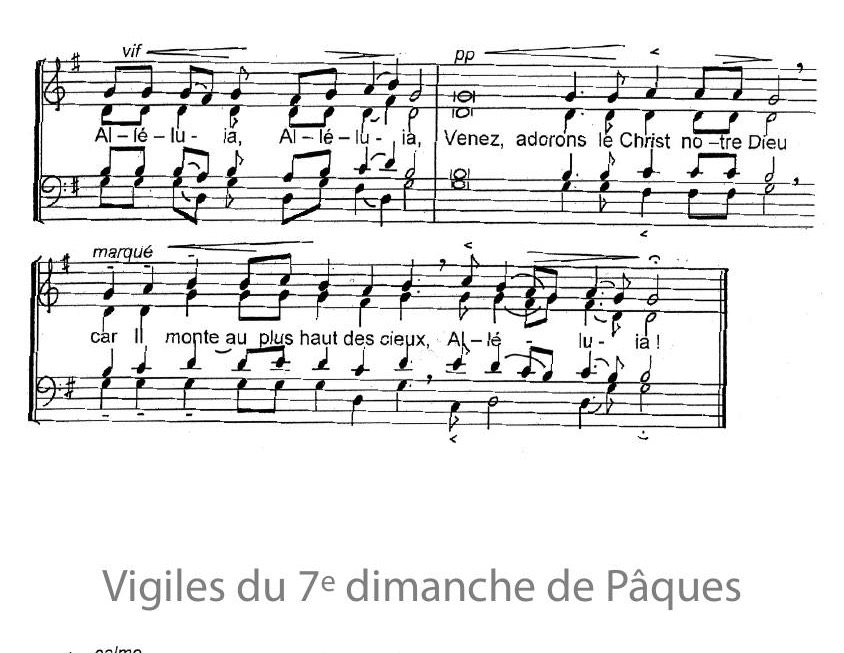 vif
pp
Al – lé – lu - ia, Al – lé – lu - ia, Venez, adorons le Christ no –tre Dieu
marqué
car Il monte au plus haut des cieux, Al – lé - lu - ia !
Vigiles du 7e dimanche de Pâques
calme